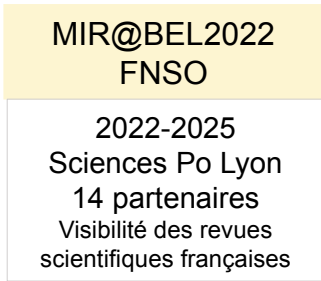 MIR@BEL2022
FNSO
2022-2025
Sciences Po Lyon
14 partenaires
Visibilité des revues
scientifiques françaises